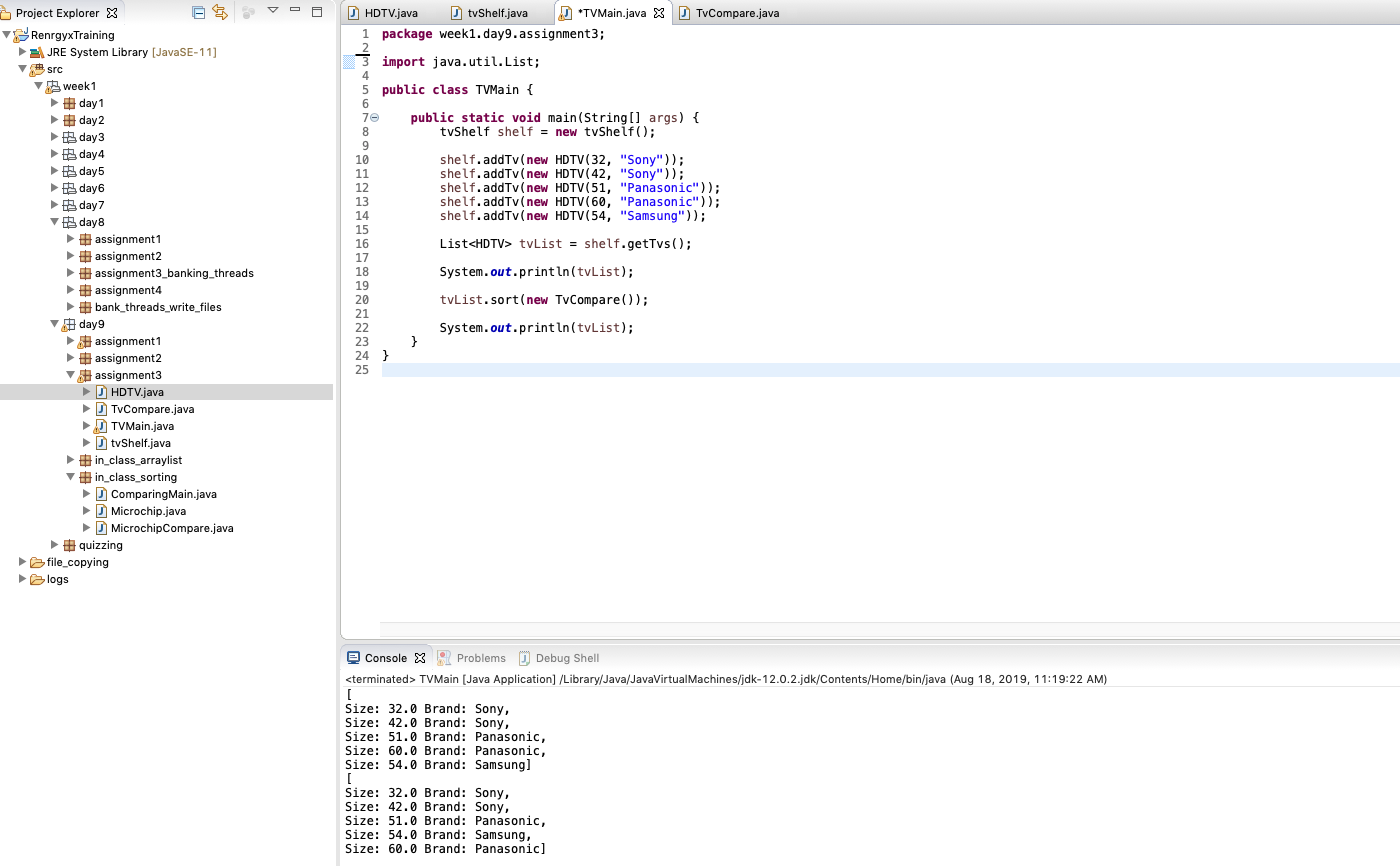 Project Explorer
RenrgyxTraining
JRE System Library [JavaSE-11]
src
week1
day1
day2
day3
day4
day5
day6
day7
day8
assignment1
assignment2
assignment3_banking_threads
assignment4
bank_threads_write_files
day9
assignment1
assignment2
assignment3
HDTV.java
TvCompare.java
TVMain.java
tvShelf.java
in_class_arraylist
in_class_sorting
ComparingMain.java
Microchip.java
MicrochipCompare.java
quizzing
file_copying
logs
HDTV.java tvShelf.java *TVMain.java TvCompare.java
1 package week1.day9.assignment3;
2
3 import java.util.List;
4
5 public class TVMain {
6
7 public static void main(String[] args) {
8 tvShelf shelf = new tvShelf();
9
10 shelf.addTv(new HDTV(32, "Sony"));
11 shelf.addTv(new HDTV(42, "Sony"));
12 shelf.addTv(new HDTV(51, "Panasonic"));
13 shelf.addTv(new HDTV(60, "Panasonic"));
14 shelf.addTv(new HDTV(54, "Samsung"));
15
16 List<HDTV> tvList = shelf.getTvs();
17
18 System.out.println(tvList);
19
20 tvList.sort(new TvCompare());
21
22 System.out.println(tvList);
23 }
24 }
25
Console Problems Debug Shell
<terminated> TVMain [Java Application] /Library/Java/JavaVirtualMachines/jdk-12.0.2.jdk/Contents/Home/bin/java (Aug 18, 2019, 11:19:22 AM)
[
Size: 32.0 Brand: Sony,
Size: 42.0 Brand: Sony,
Size: 51.0 Brand: Panasonic,
Size: 60.0 Brand: Panasonic,
Size: 54.0 Brand: Samsung]
[
Size: 32.0 Brand: Sony,
Size: 42.0 Brand: Sony,
Size: 51.0 Brand: Panasonic,
Size: 54.0 Brand: Samsung,
Size: 60.0 Brand: Panasonic]